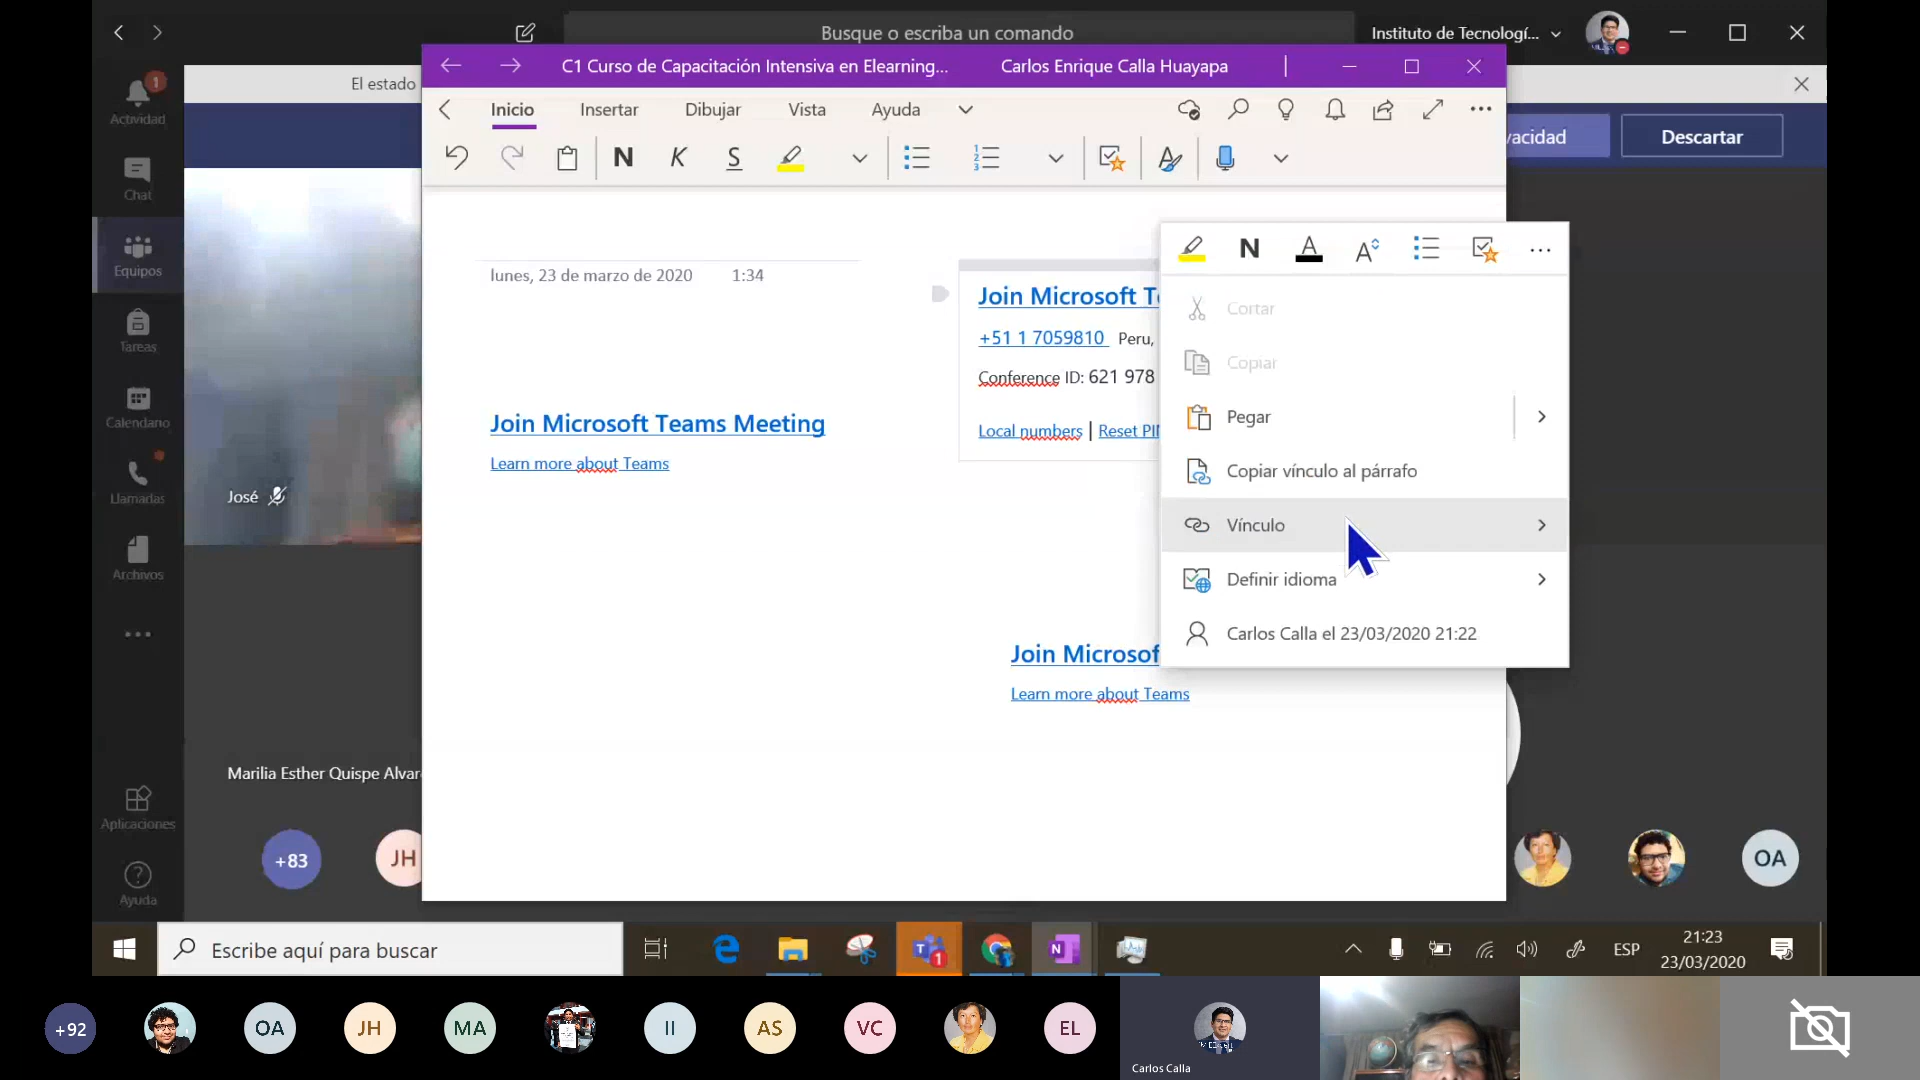 Busque o escriba un comando
Instituto de Tecnologí...
C1 Curso de Capacitación Intensiva en Elearning...
Carlos Enrique Calla Huayapa
1
Actividad
El estado
Inicio
Insertar
Dibujar
Vista
Ayuda
vacidad
Descartar
N
K
S
Chat
Equipos
Tareas
Calendario
Llamadas
Archivos
Aplicaciones
Ayuda
lunes, 23 de marzo de 2020
1:34
Join Microsoft Te
+51 1 7059810
Peru,
Conference ID: 621 978
Local numbers | Reset PI
Join Microsoft Teams Meeting
Learn more about Teams
N
A
A
Cortar
Copiar
Pegar
Copiar vínculo al párrafo
Vínculo
Definir idioma
Carlos Calla el 23/03/2020 21:22
Join Microsof
Learn more about Teams
José
Marilia Esther Quispe Alvar
+83
JH
OA
Escribe aquí para buscar
ESP
21:23
23/03/2020
+92
OA
JH
MA
II
AS
VC
EL
Carlos Calla